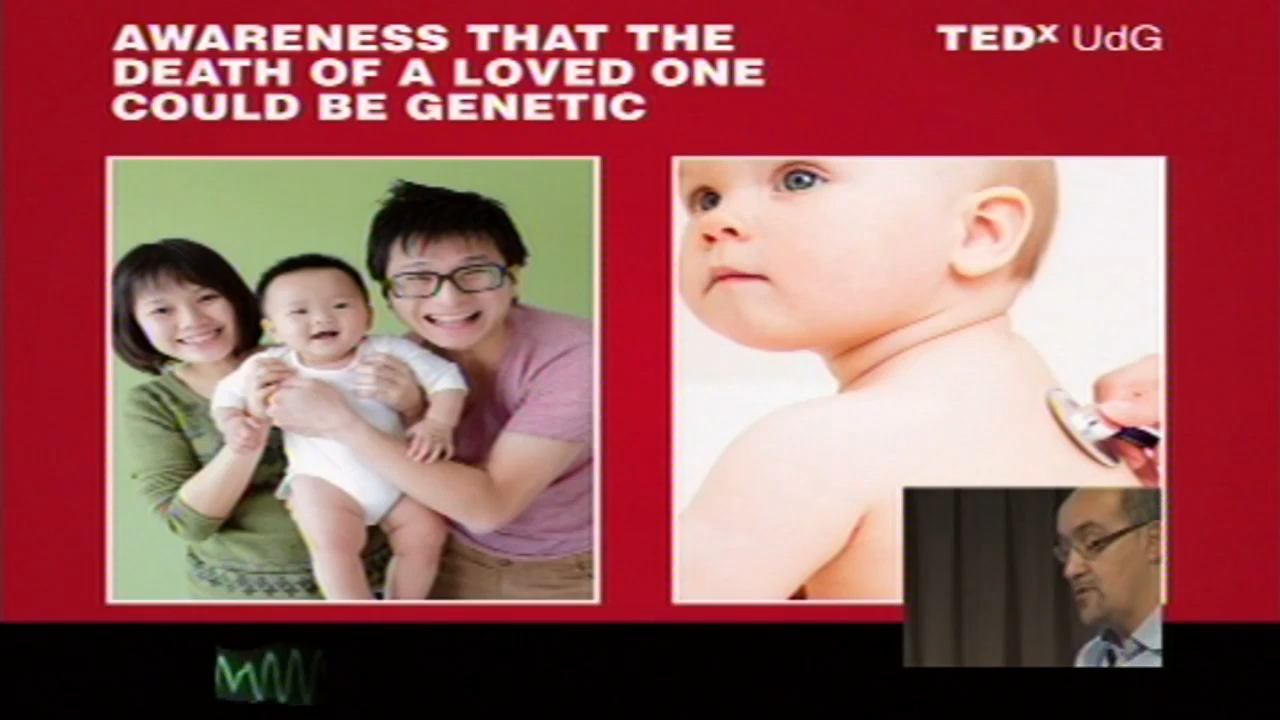 AWARENESS THAT THE
DEATH OF A LOVED ONE
COULD BE GENETIC
TEDx UdG